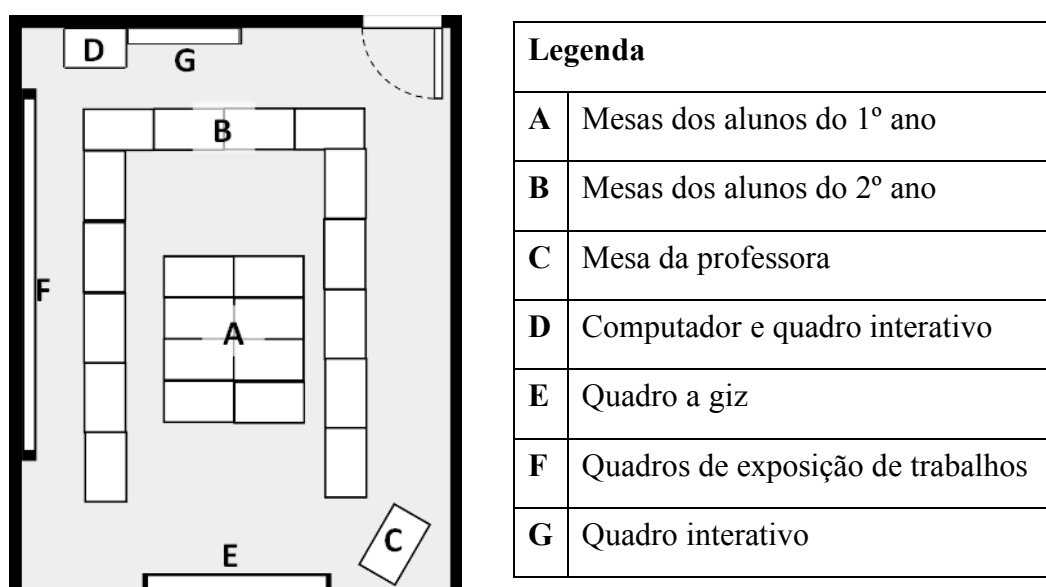 D
G
B
F
A
C
E
Legenda
A Mesas dos alunos do 1º ano
B Mesas dos alunos do 2º ano
C Mesa da professora
D Computador e quadro interativo
E Quadro a giz
F Quadros de exposição de trabalhos
G Quadro interativo